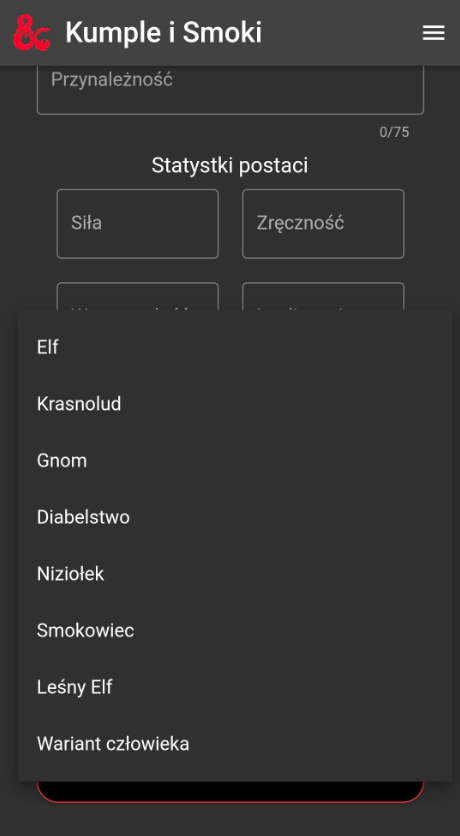 Kumple i Smoki
Przynależność
0/75
Statystki postaci
Siła
Zręczność
Elf
Krasnolud
Gnom
Diabelstwo
Niziołek
Smokowiec
Leśny Elf
Wariant człowieka